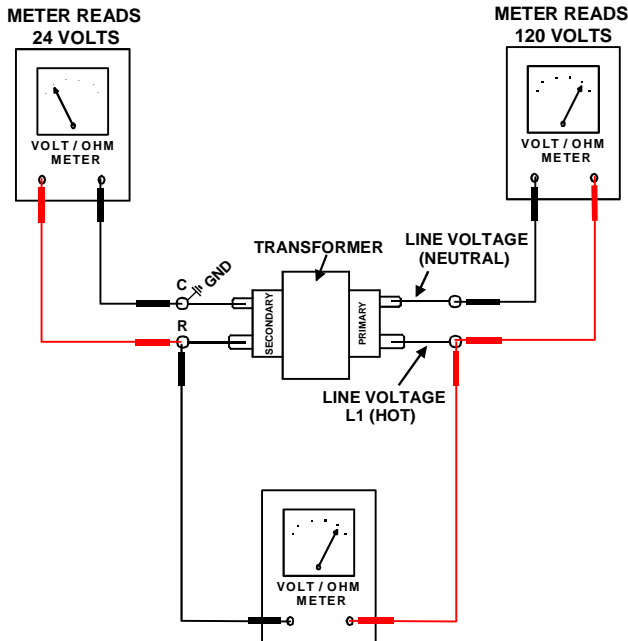 METER READS
24 VOLTS
METER READS
120 VOLTS
VOLT / OHM
METER
VOLT / OHM
METER
TRANSFORMER
LINE VOLTAGE
(NEUTRAL)
C
GND
R
SECONDARY
PRIMARY
LINE VOLTAGE
L1 (HOT)
VOLT / OHM
METER